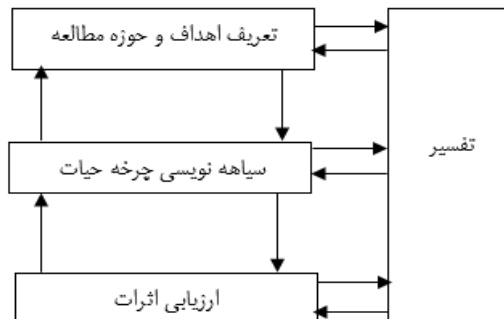 تعریف اهداف و حوزه مطالعه
تفسیر
سیاهه نویسی چرخه حیات
ارزیابی اثرات